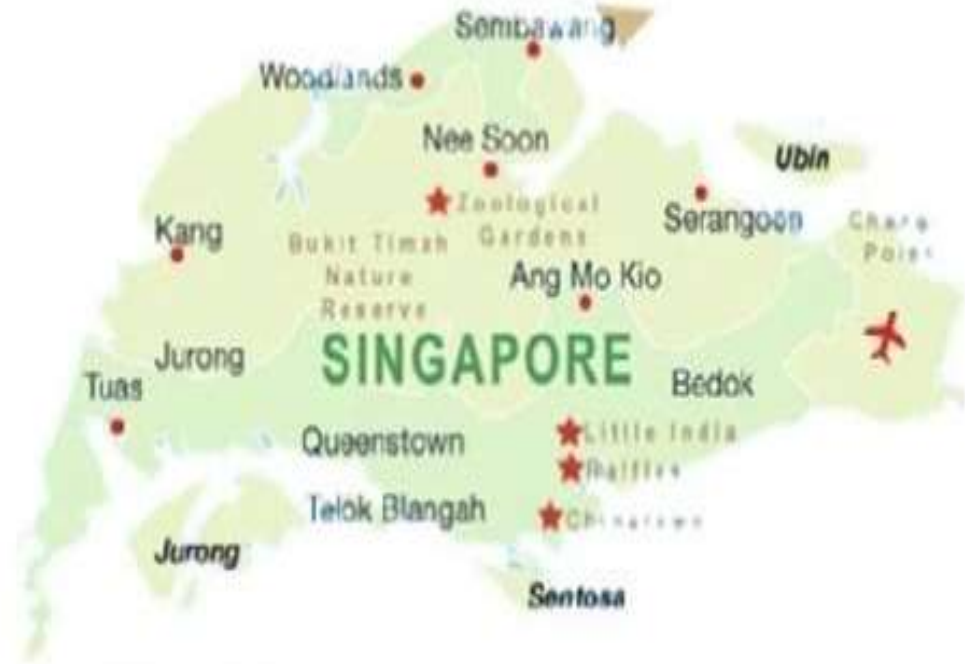 Sembawang
Woodlands
Nee Soon
Ubin
Zoological
Gardens
Serangoon
Kang
Bukit Timah
Nature
Reserve
Ang Mo Kio
Jurong
SINGAPORE
Tuas
Bedok
Little India
Queenstown
Telok Blangah
Chinatown
Jurong
Sentosa